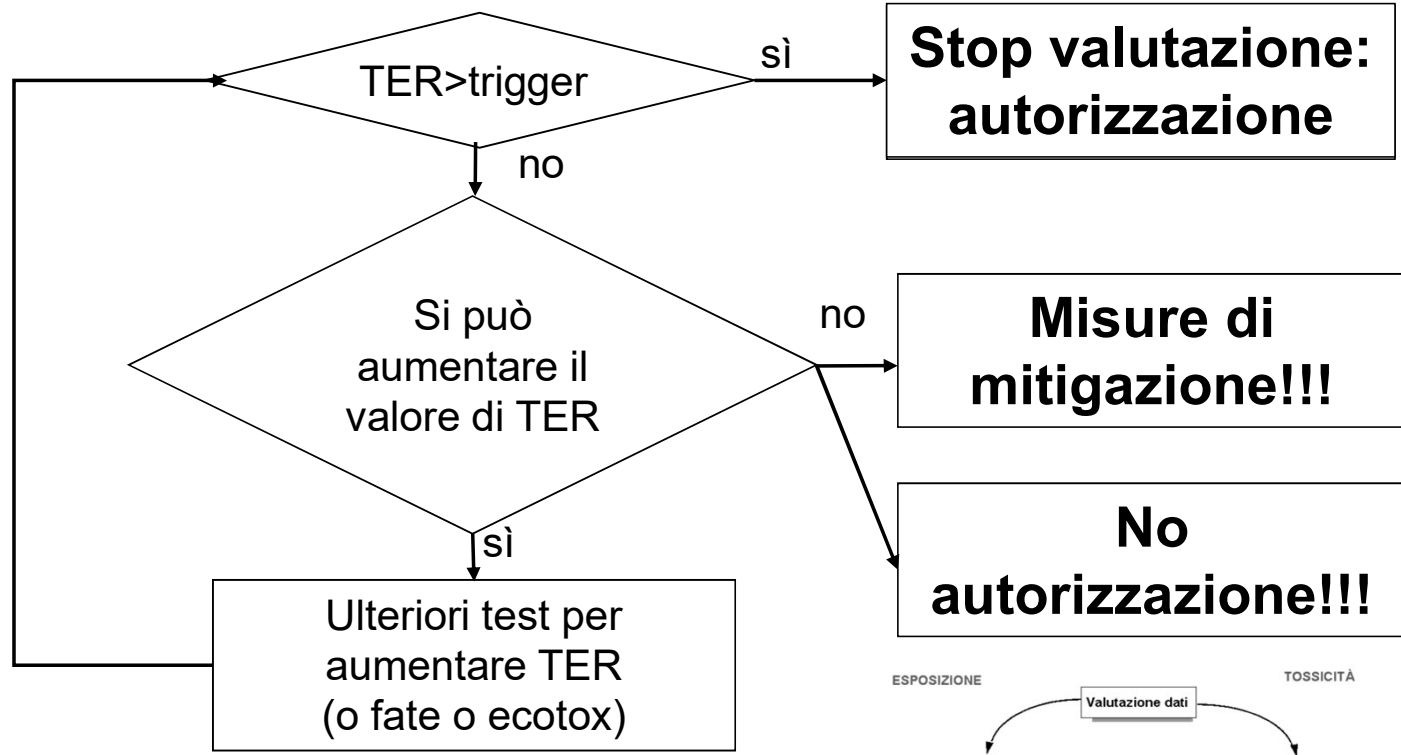 TER>trigger
sì
Stop valutazione:
autorizzazione
no
Si può
aumentare il
valore di TER
no
Misure di
mitigazione!!!
No
autorizzazione!!!
sì
Ulteriori test per
aumentare TER
(o fate o ecotox)
ESPOSIZIONE
TOSSICITÀ
Valutazione dati